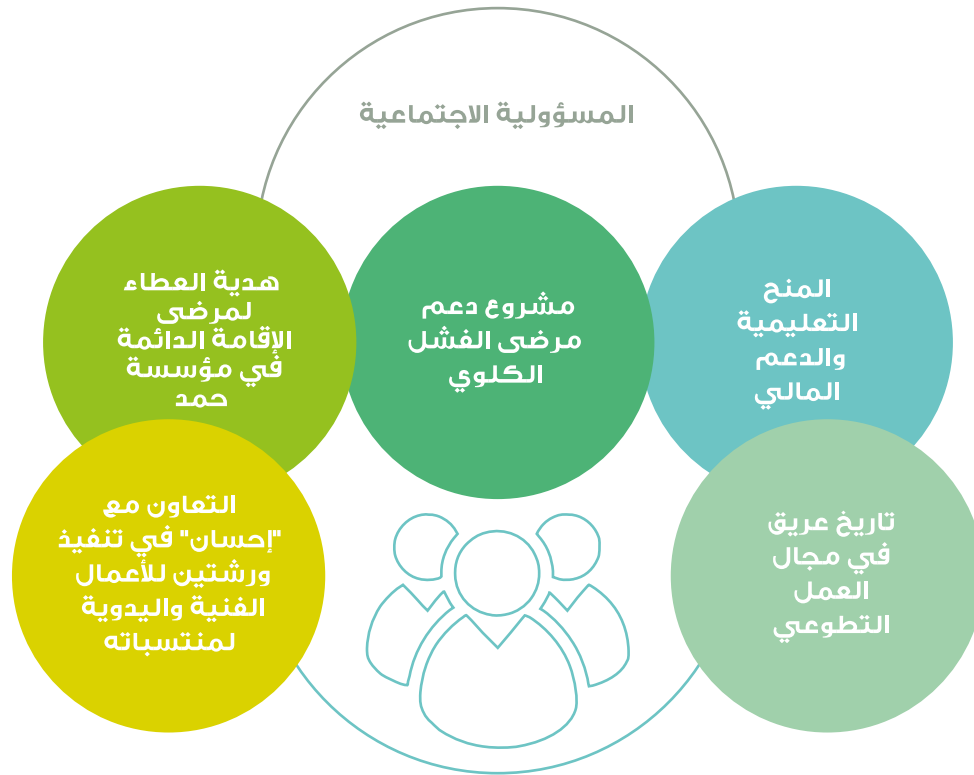 المسؤولية الاجتماعية
المنح
التعليمية
والدعم
المالي
مشروع دعم
مرضى الفشل
الكلوي
هدية العطاء
لمرضى
الإقامة الدائمة
في مؤسسة
حمد
تاريخ عريق
في مجال
العمل
التطوعي
التعاون مع
"إحسان" في تنفيذ
ورشتين للأعمال
الفنية واليدوية
لمنتسباته